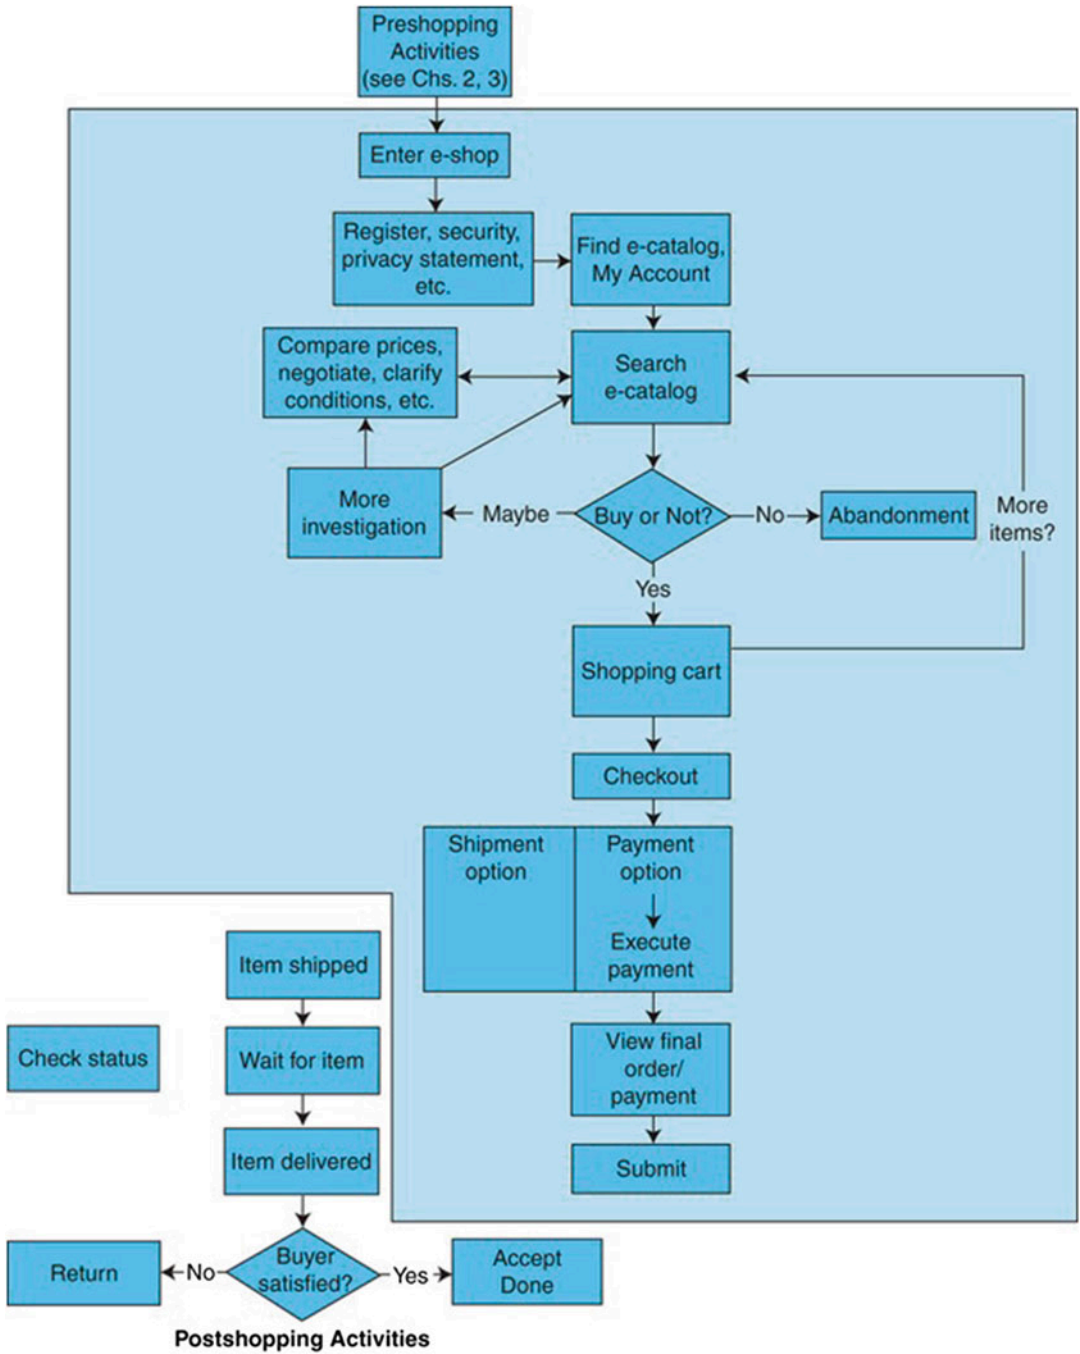 Preshopping
Activities
(see Chs. 2, 3)
Enter e-shop
Register, security,
privacy statement,
etc.
Find e-catalog,
My Account
Compare prices,
negotiate, clarify
conditions, etc.
Search
e-catalog
More
investigation
Maybe
Buy or Not?
No
Abandonment
More
items?
Yes
Shopping cart
Checkout
Shipment
option
Payment
option
Execute
payment
View final
order/
payment
Submit
Item shipped
Check status
Wait for item
Item delivered
Return
No
Buyer
satisfied?
Yes
Accept
Done
Postshopping Activities